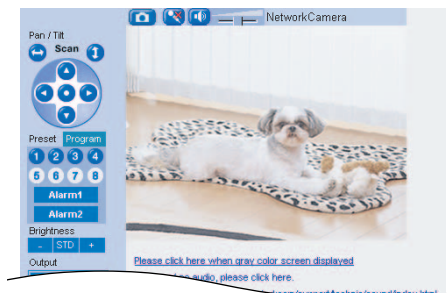 NetworkCamera
Pan / Tilt
Scan
Preset Program
1 2 3 4
5 6 7 8
Alarm1
Alarm2
Brightness
- STD +
Output
Please click here when gray color screen displayed
audio, please click here.